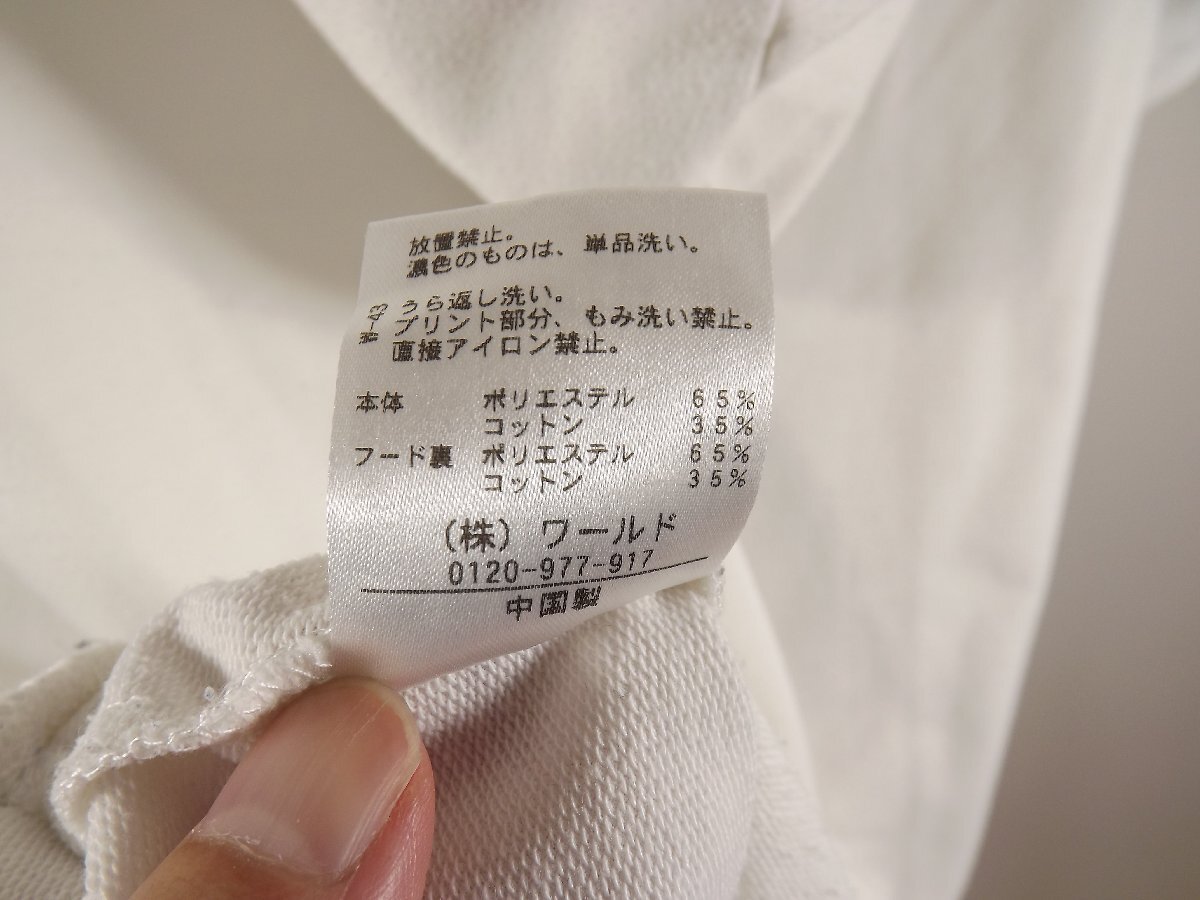 放置禁止。
濃色のものは、単品洗い。
W-43
うら返し洗い。
プリント部分、もみ洗い禁止。
直接アイロン禁止。
本体 ポリエステル 65%
コットン 35%
フード裏 ポリエステル 65%
コットン 35%
(株) ワールド
0120-977-917
中国製